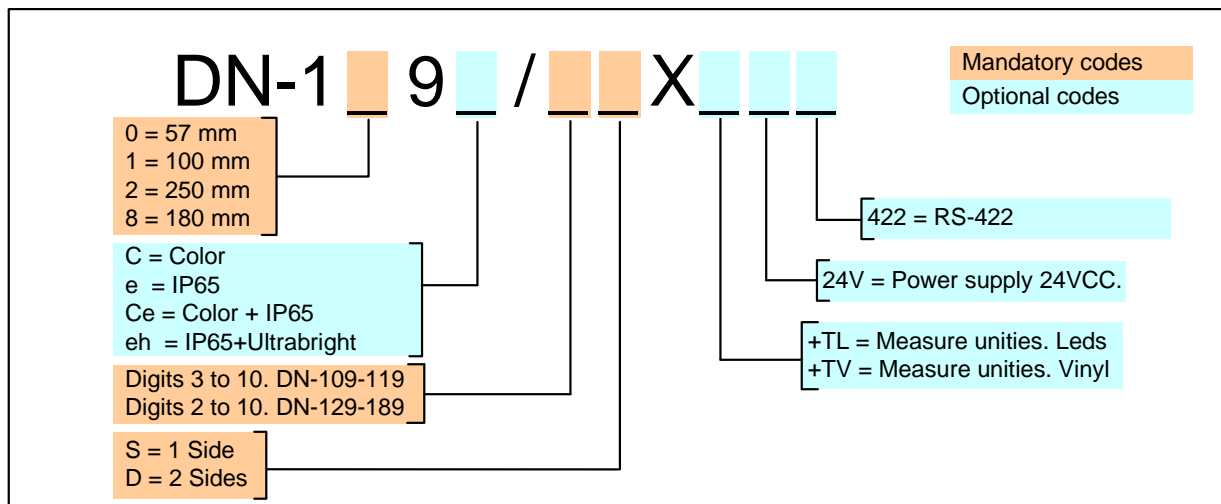 DN-1 9 / X
Mandatory codes
Optional codes
0 = 57 mm
1 = 100 mm
2 = 250 mm
8 = 180 mm
C = Color
e = IP65
Ce = Color + IP65
eh = IP65+Ultrabright
Digits 3 to 10. DN-109-119
Digits 2 to 10. DN-129-189
S = 1 Side
D = 2 Sides
422 = RS-422
24V = Power supply 24VCC.
+TL = Measure unities. Leds
+TV = Measure unities. Vinyl